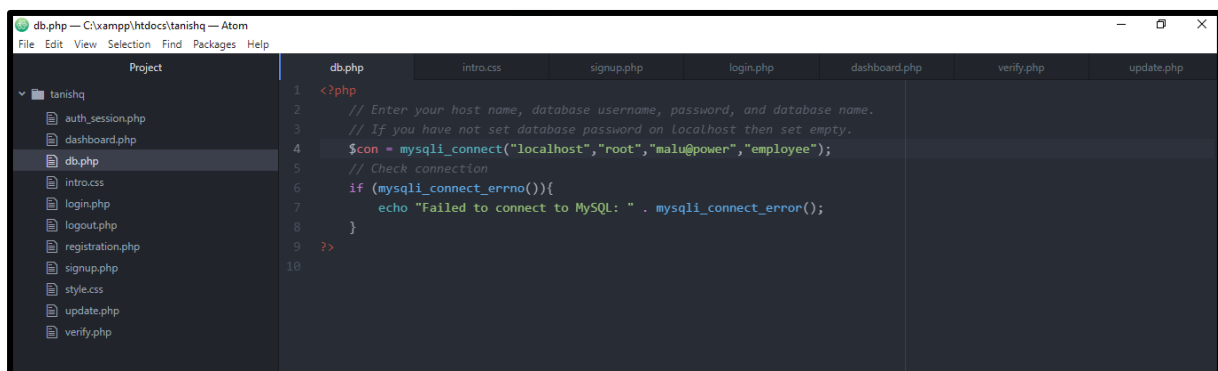 db.php — C:\xampp\htdocs\tanishq — Atom
File Edit View Selection Find Packages Help
Project
tanishq
auth_session.php
dashboard.php
db.php
intro.css
login.php
logout.php
registration.php
signup.php
style.css
update.php
verify.php
db.php intro.css signup.php login.php dashboard.php verify.php update.php
1 <?php
2 // Enter your host name, database username, password, and database name.
3 // If you have not set database password on localhost then set empty.
4 $con = mysqli_connect("localhost","root","malu@power","employee");
5 // Check connection
6 if (mysqli_connect_errno()){
7 echo "Failed to connect to MySQL: " . mysqli_connect_error();
8 }
9 ?>
10